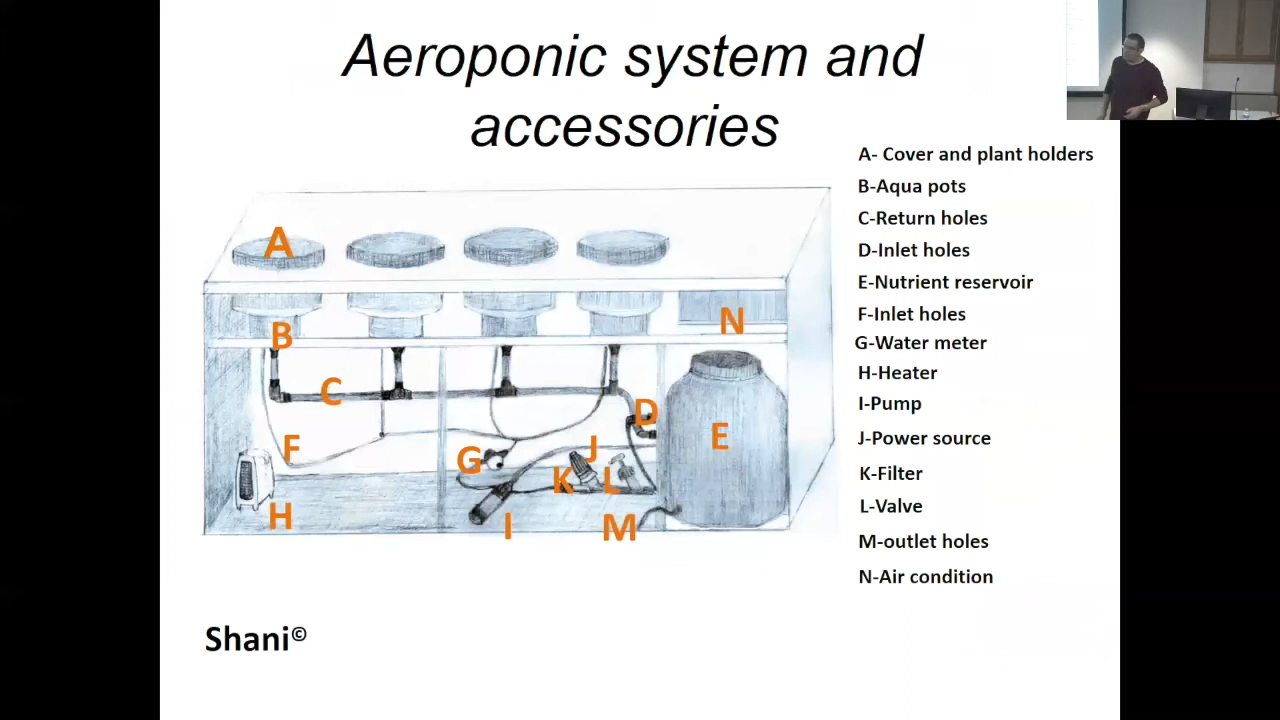 Aeroponic system and
accessories
A- Cover and plant holders
B-Aqua pots
C-Return holes
D-Inlet holes
E-Nutrient reservoir
F-Inlet holes
G-Water meter
H-Heater
I-Pump
J-Power source
K-Filter
L-Valve
M-outlet holes
N-Air condition
A
B
N
C
D
E
F
G
J
K
L
H
I
M
Shani©